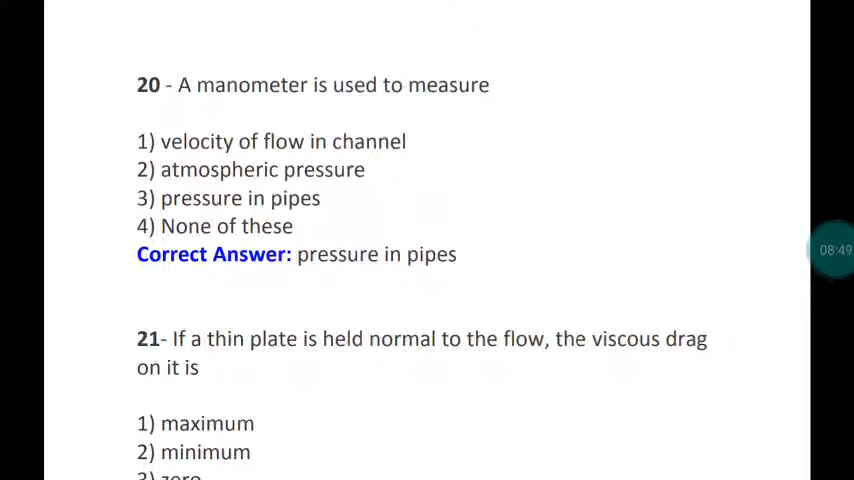 20 - A manometer is used to measure
1) velocity of flow in channel
2) atmospheric pressure
3) pressure in pipes
4) None of these
Correct Answer: pressure in pipes
08:49
21- If a thin plate is held normal to the flow, the viscous drag
on it is
1) maximum
2) minimum
3) zero